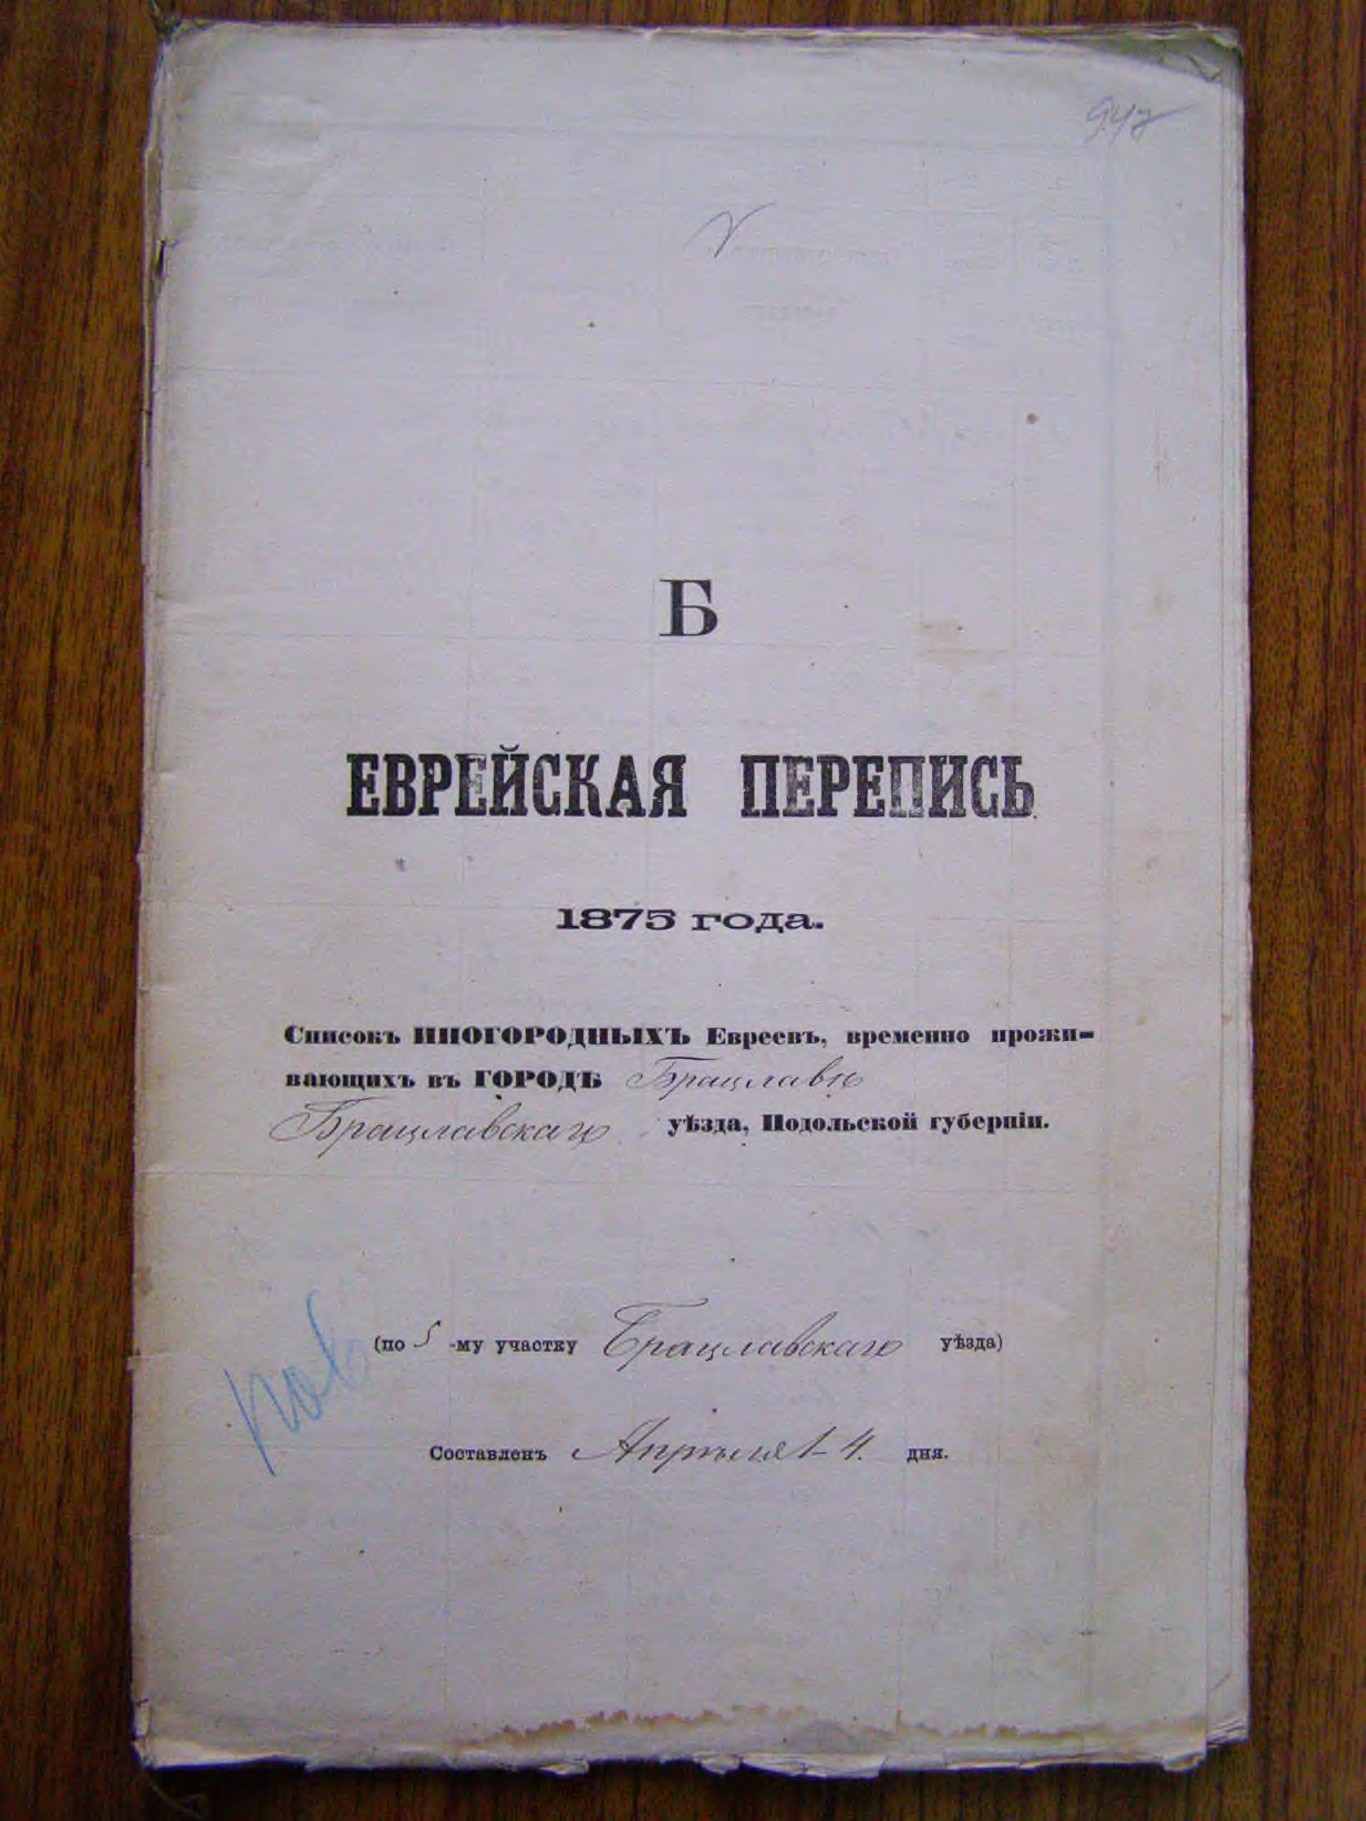 947
Б
ЕВРЕЙСКАЯ ПЕРЕПИСЬ
1875 года.
Списокъ ИНОГОРОДНЫХЪ Евреевъ, временно прожи-
вающихъ въ ГОРОДѢ Брацлавѣ
Брацлавскаго уѣзда, Подольской губерніи.
(по 5 -му участку Брацлавскаго уѣзда)
Составленъ Апрѣля 1-4. дня.